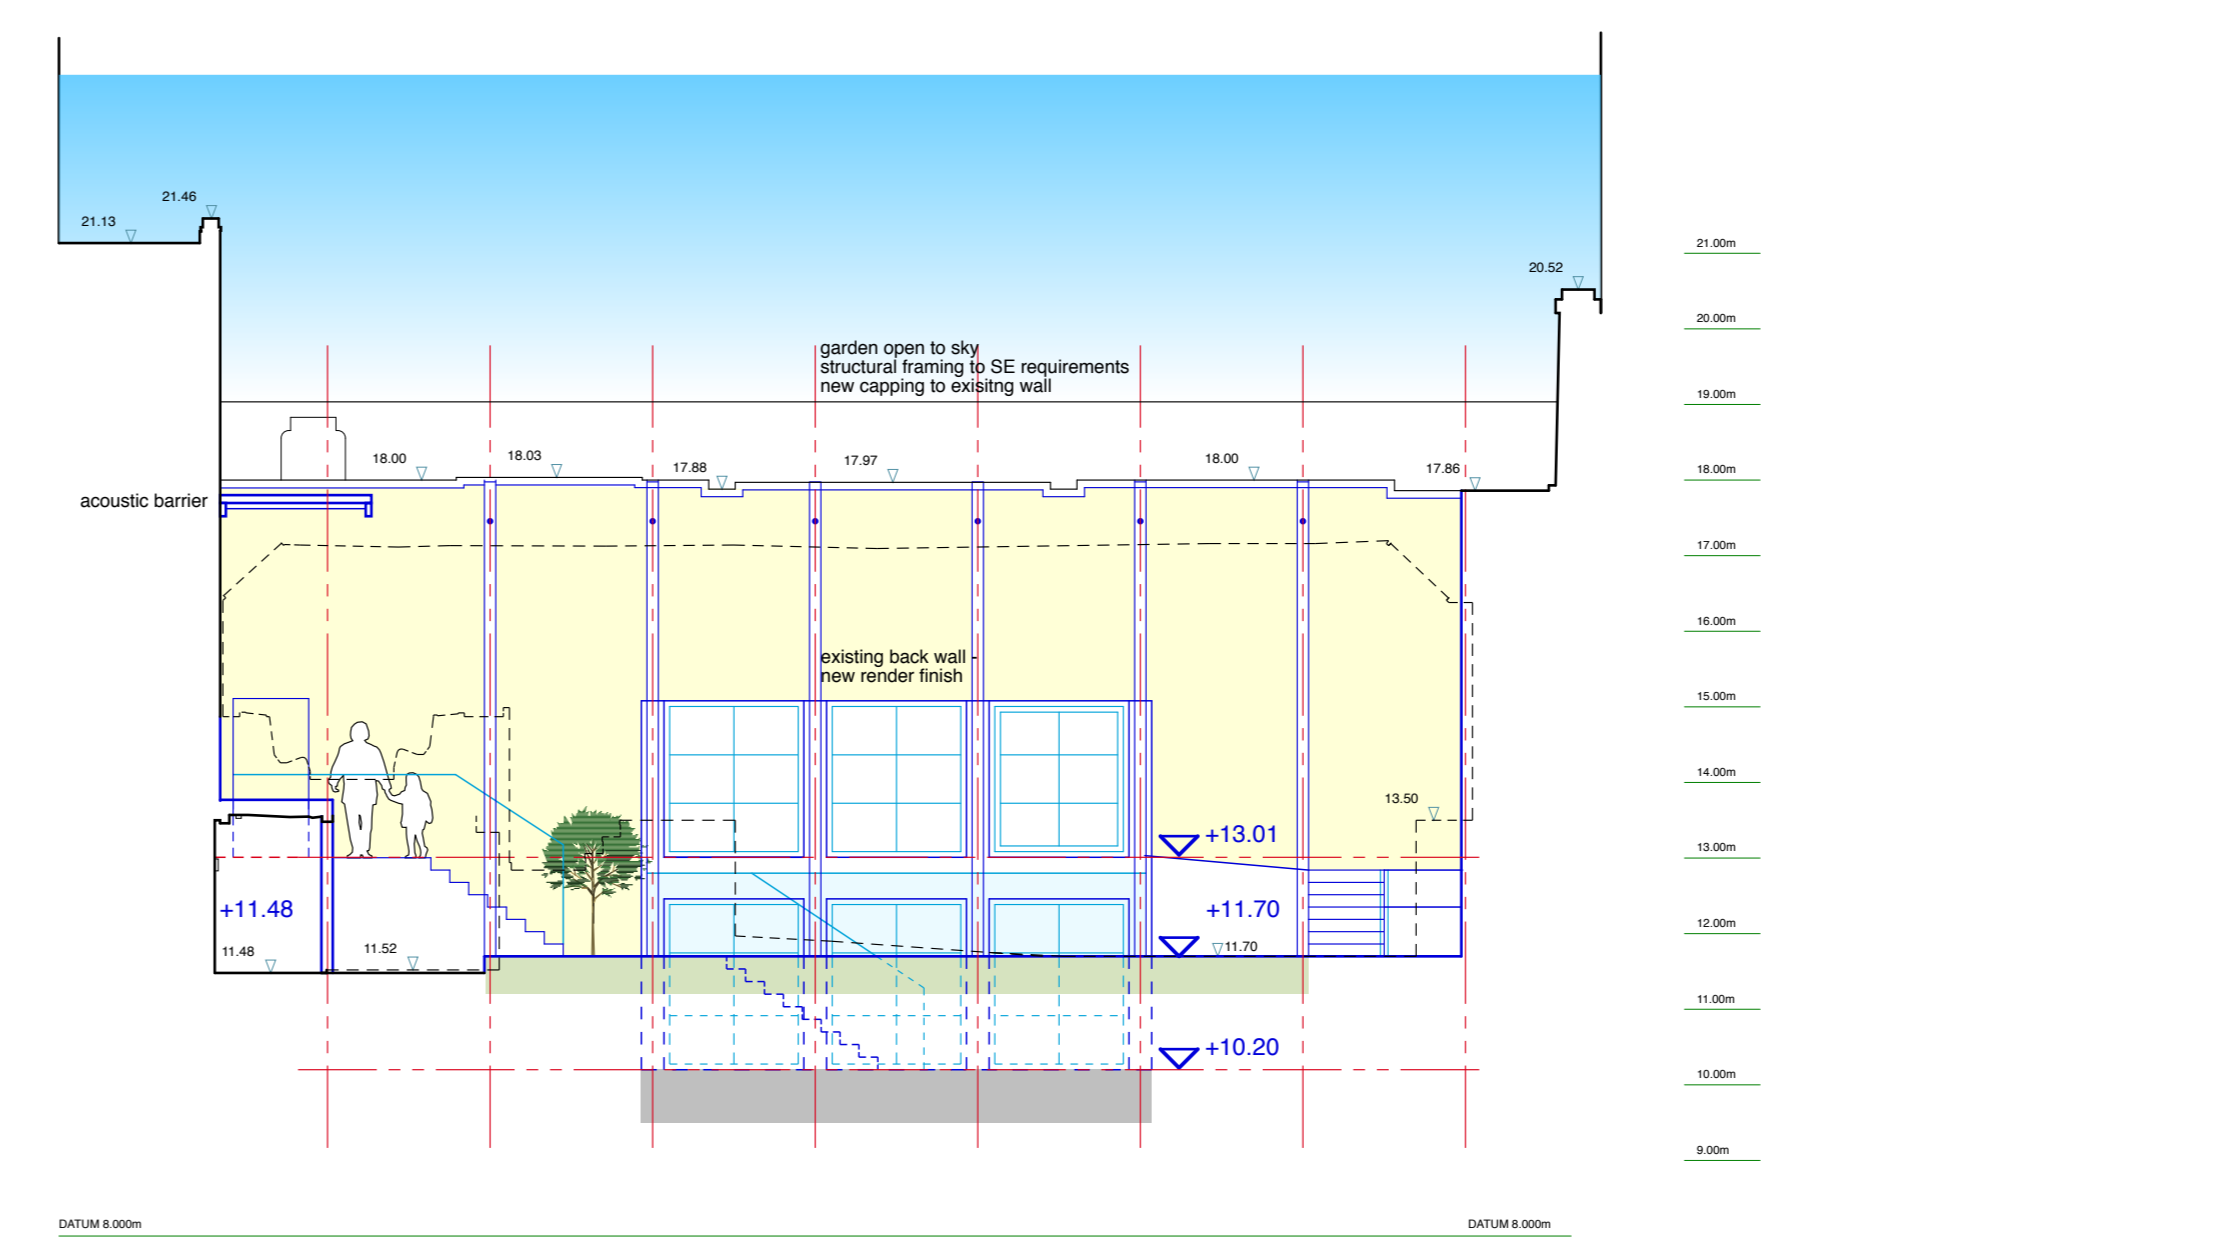 21.46
21.13
21.00m
20.52
20.00m
garden open to sky
structural framing to SE requirements
new capping to exisitng wall
19.00m
18.00
18.03
17.88
17.97
18.00
17.86
18.00m
acoustic barrier
17.00m
16.00m
existing back wall
new render finish
15.00m
14.00m
13.50
+13.01
13.00m
+11.48
+11.70
12.00m
11.48
11.52
11.70
11.00m
+10.20
10.00m
9.00m
DATUM 8.000m
DATUM 8.000m